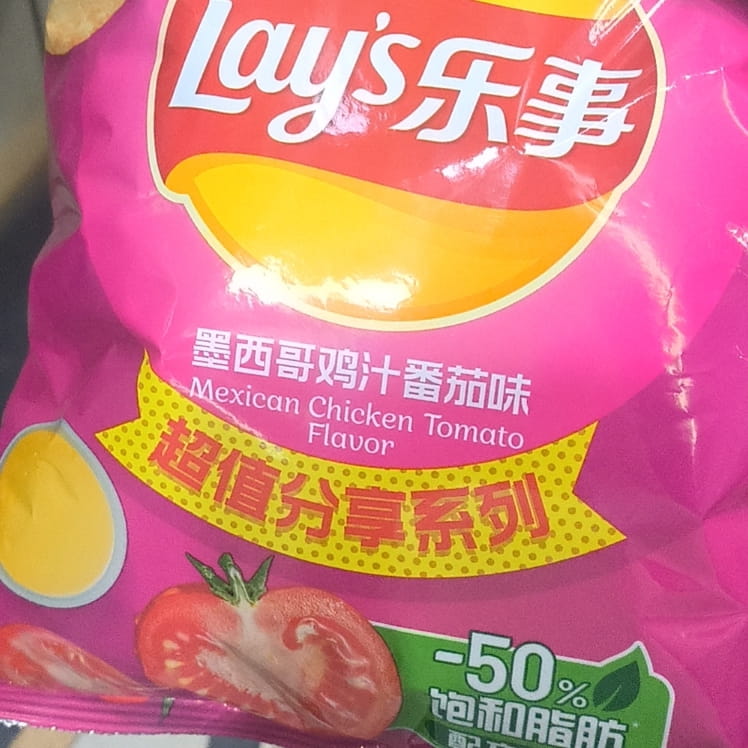 Lay's乐事
墨西哥鸡汁番茄味
Mexican Chicken Tomato
Flavor
超值分享系列
-50%
饱和脂肪